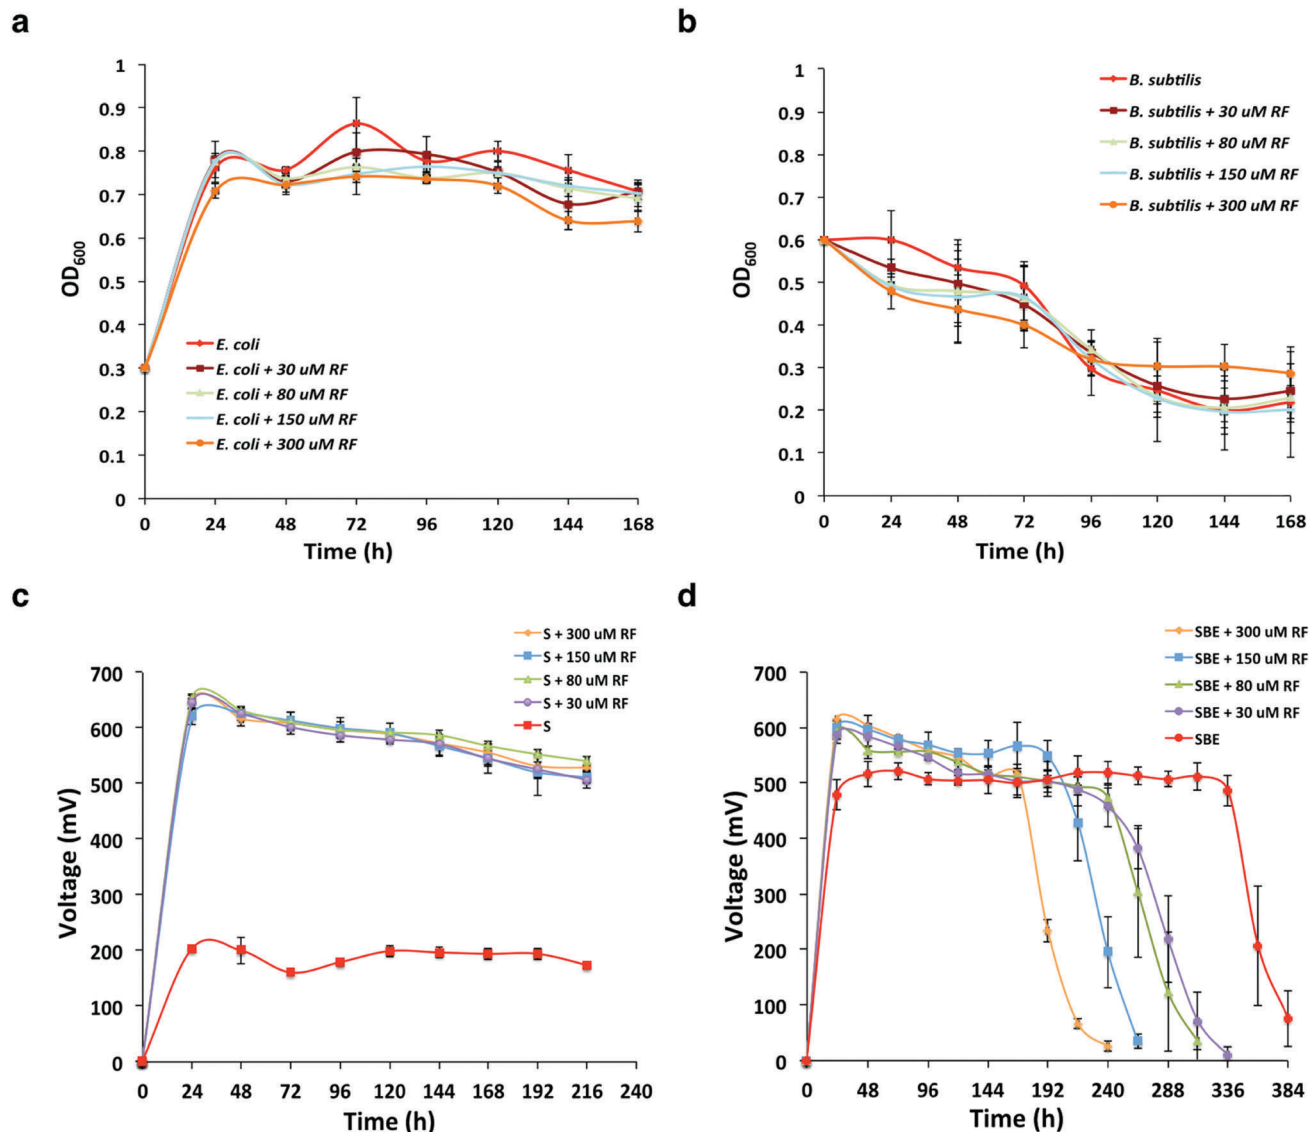 a
1
0.9
0.8
0.7
0.6
0.5
0.4
0.3
0.2
0.1
0
OD600
E. coli
E. coli + 30 uM RF
E. coli + 80 uM RF
E. coli + 150 uM RF
E. coli + 300 uM RF
0 24 48 72 96 120 144 168
Time (h)
b
1
0.9
0.8
0.7
0.6
0.5
0.4
0.3
0.2
0.1
0
OD600
B. subtilis
B. subtilis + 30 uM RF
B. subtilis + 80 uM RF
B. subtilis + 150 uM RF
B. subtilis + 300 uM RF
0 24 48 72 96 120 144 168
Time (h)
c
S + 300 uM RF
S + 150 uM RF
S + 80 uM RF
S + 30 uM RF
S
700
600
500
400
300
200
100
0
Voltage (mV)
0 24 48 72 96 120 144 168 192 216 240
Time (h)
d
SBE + 300 uM RF
SBE + 150 uM RF
SBE + 80 uM RF
SBE + 30 uM RF
SBE
700
600
500
400
300
200
100
0
Voltage (mV)
0 48 96 144 192 240 288 336 384
Time (h)